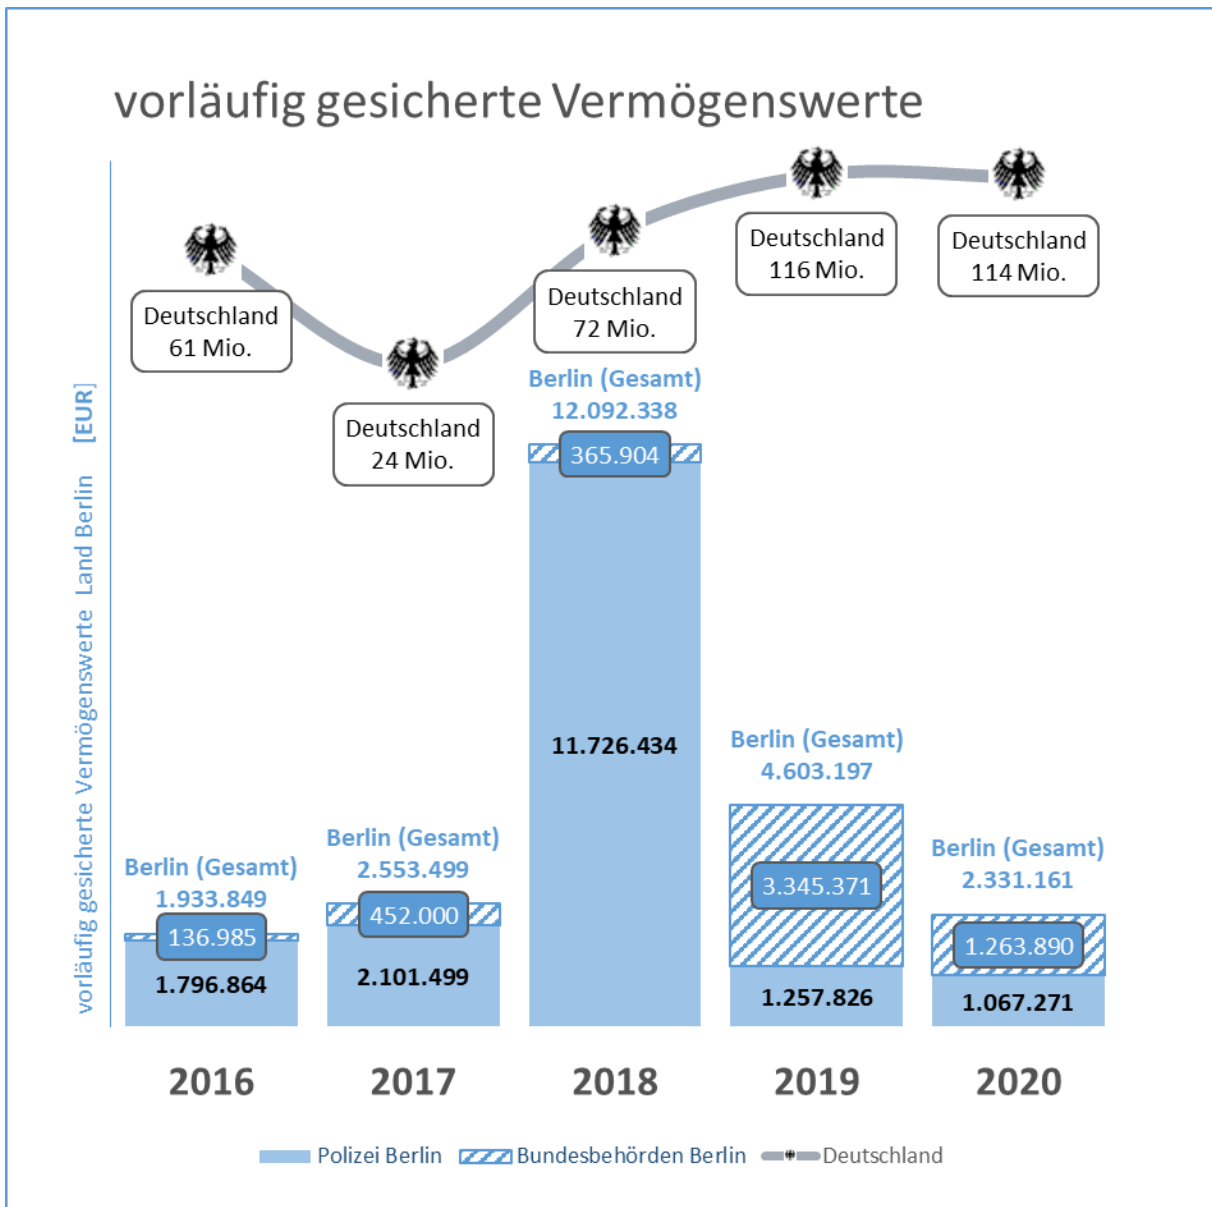 vorläufig gesicherte Vermögenswerte
vorläufig gesicherte Vermögenswerte Land Berlin [EUR]
Deutschland
61 Mio.
Deutschland
24 Mio.
Deutschland
72 Mio.
Deutschland
116 Mio.
Deutschland
114 Mio.
Berlin (Gesamt)
1.933.849
136.985
1.796.864
Berlin (Gesamt)
2.553.499
452.000
2.101.499
Berlin (Gesamt)
12.092.338
365.904
11.726.434
Berlin (Gesamt)
4.603.197
3.345.371
1.257.826
Berlin (Gesamt)
2.331.161
1.263.890
1.067.271
2016 2017 2018 2019 2020
Polizei Berlin Bundesbehörden Berlin Deutschland